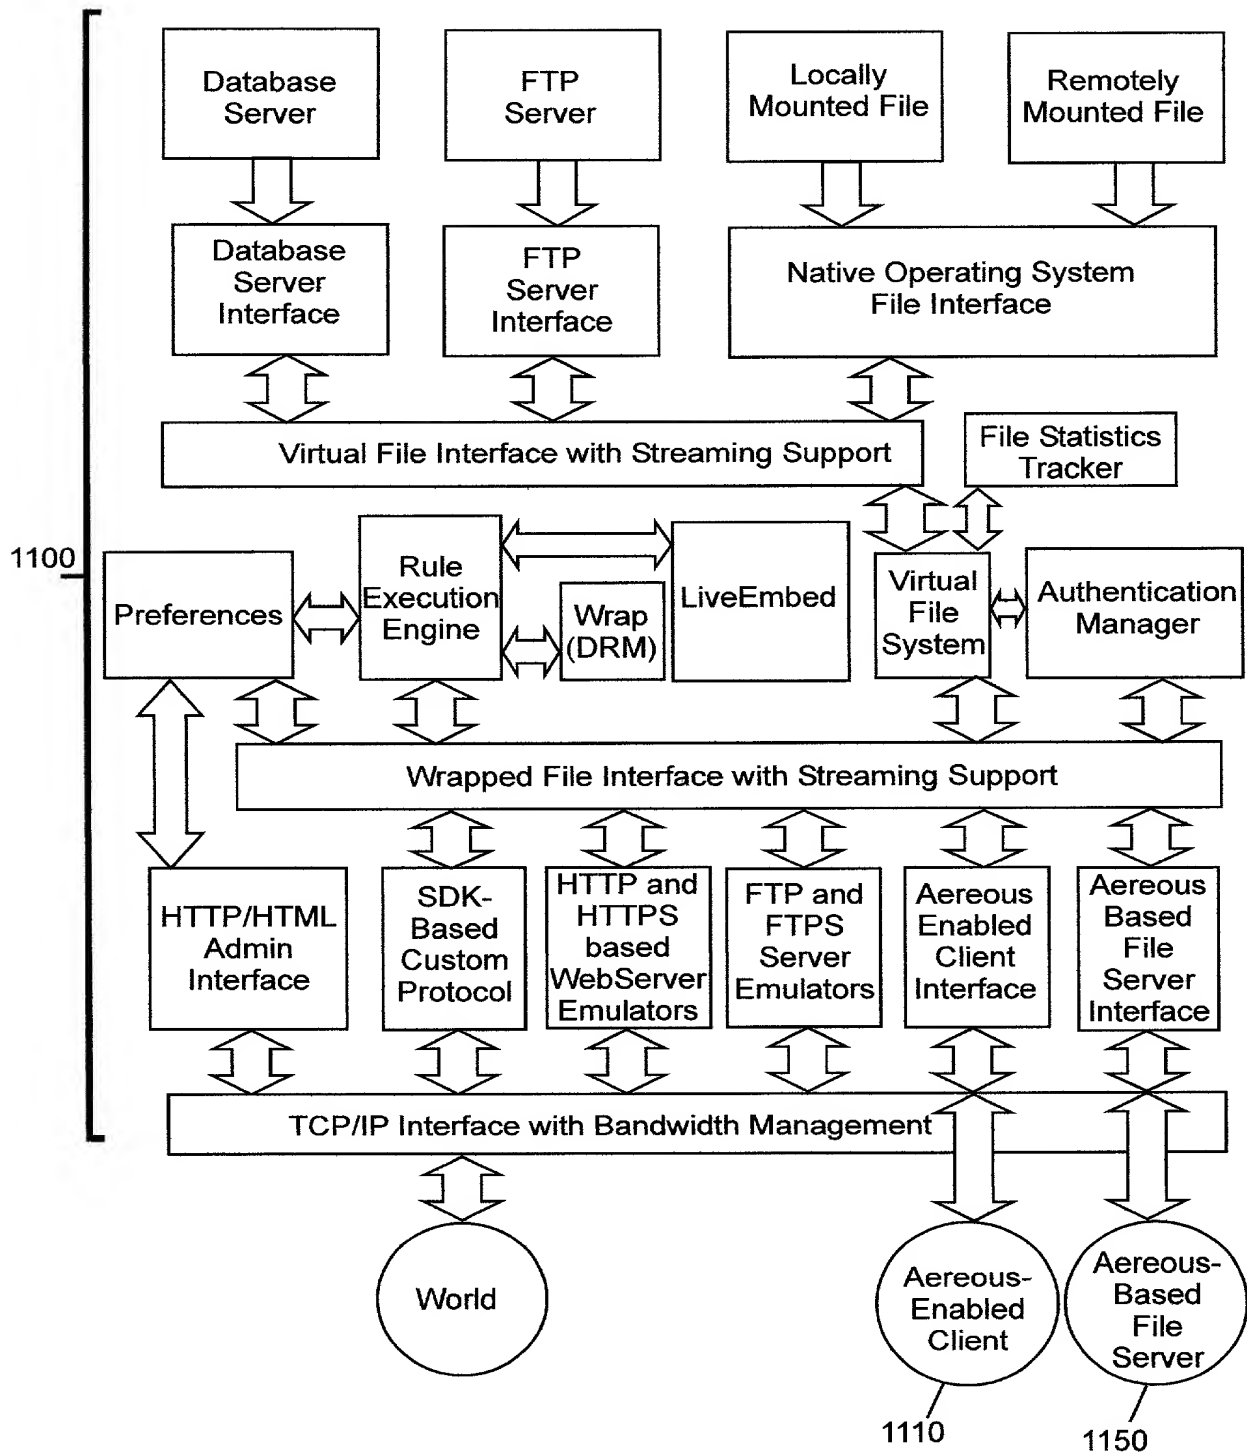 Database
Server
FTP
Server
Locally
Mounted File
Remotely
Mounted File
Database
Server
Interface
FTP
Server
Interface
Native Operating System
File Interface
Virtual File Interface with Streaming Support
File Statistics
Tracker
1100
Preferences
Rule
Execution
Engine
Wrap
(DRM)
LiveEmbed
Virtual
File
System
Authentication
Manager
Wrapped File Interface with Streaming Support
HTTP/HTML
Admin
Interface
SDK-
Based
Custom
Protocol
HTTP and
HTTPS
based
WebServer
Emulators
FTP and
FTPS
Server
Emulators
Aereous
Enabled
Client
Interface
Aereous
Based
File
Server
Interface
TCP/IP Interface with Bandwidth Management
World
Aereous-
Enabled
Client
Aereous-
Based
File
Server
1110
1150